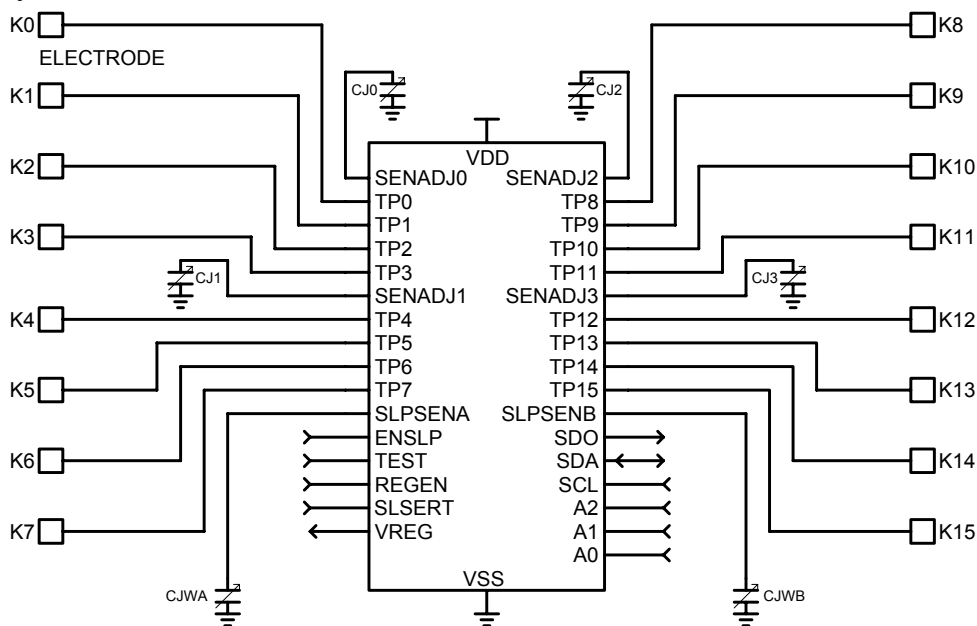 K0
K8
ELECTRODE
CJ0
CJ2
K1
K9
VDD
K2
K10
SENADJ0
SENADJ2
TP0
TP8
TP1
TP9
K3
K11
TP2
TP10
TP3
TP11
CJ1
CJ3
SENADJ1
SENADJ3
K4
TP4
TP12
K12
TP5
TP13
TP6
TP14
K5
TP7
TP15
K13
SLPSENA
SLPSENB
ENSLP
SDO
K6
TEST
SDA
K14
REGEN
SCL
SLSERT
A2
K7
VREG
A1
K15
A0
VSS
CJWA
CJWB